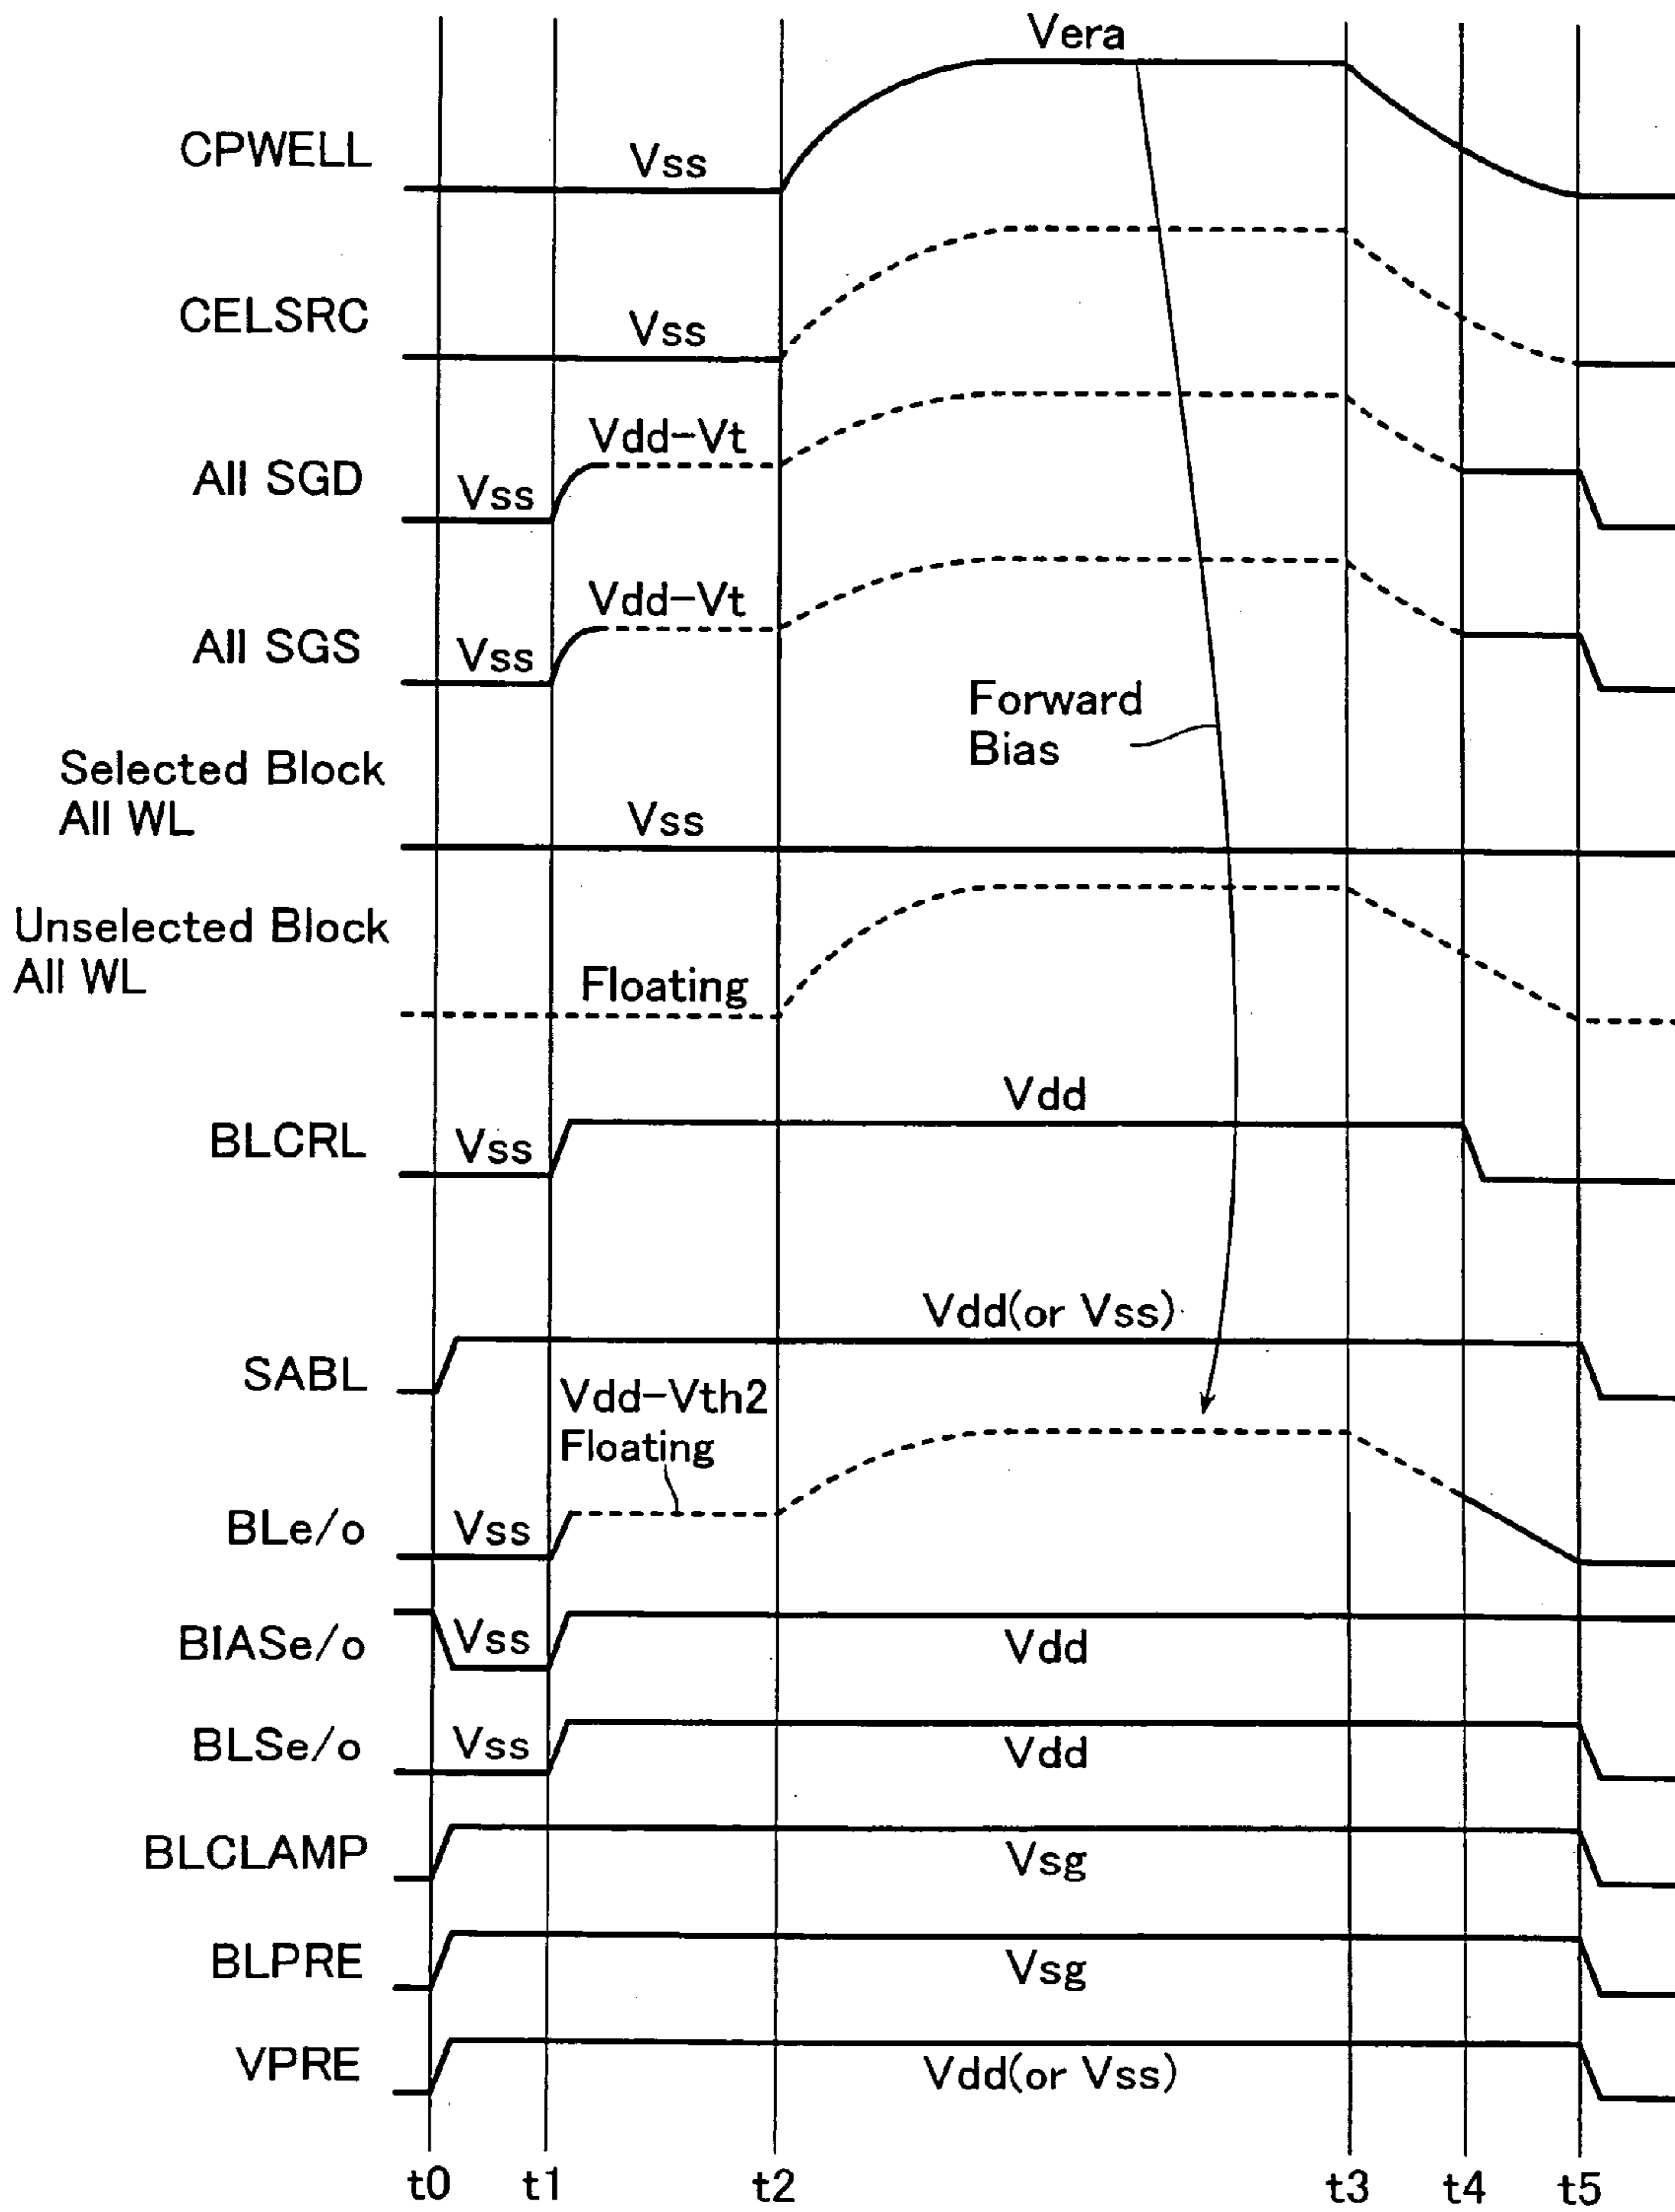 Vera
CPWELL
Vss
CELSRC
Vss
Vdd-Vt
All SGD
Vss
Vdd-Vt
All SGS
Vss
Forward
Bias
Selected Block
All WL
Vss
Unselected Block
All WL
Floating
Vdd
BLCRL
Vss
Vdd(or Vss)
SABL
Vdd-Vth2
Floating
BLe/o
Vss
BIASe/o
Vss
Vdd
BLSe/o
Vss
Vdd
BLCLAMP
Vsg
BLPRE
Vsg
VPRE
Vdd(or Vss)
t0 t1 t2 t3 t4 t5